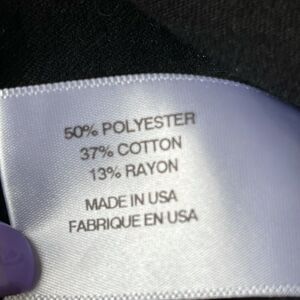 50% POLYESTER
37% COTTON
13% RAYON
MADE IN USA
FABRIQUE EN USA